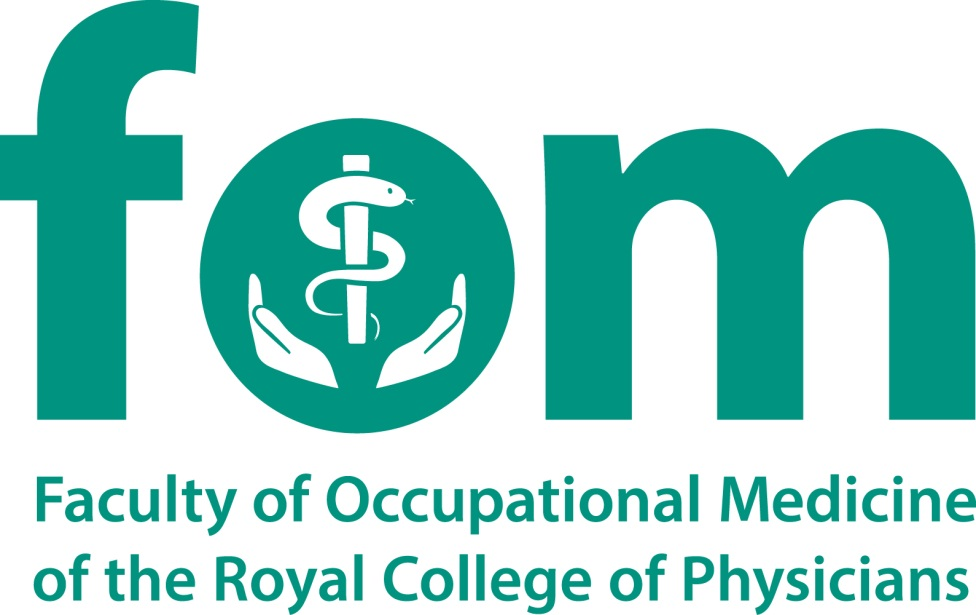 fom
Faculty of Occupational Medicine
of the Royal College of Physicians